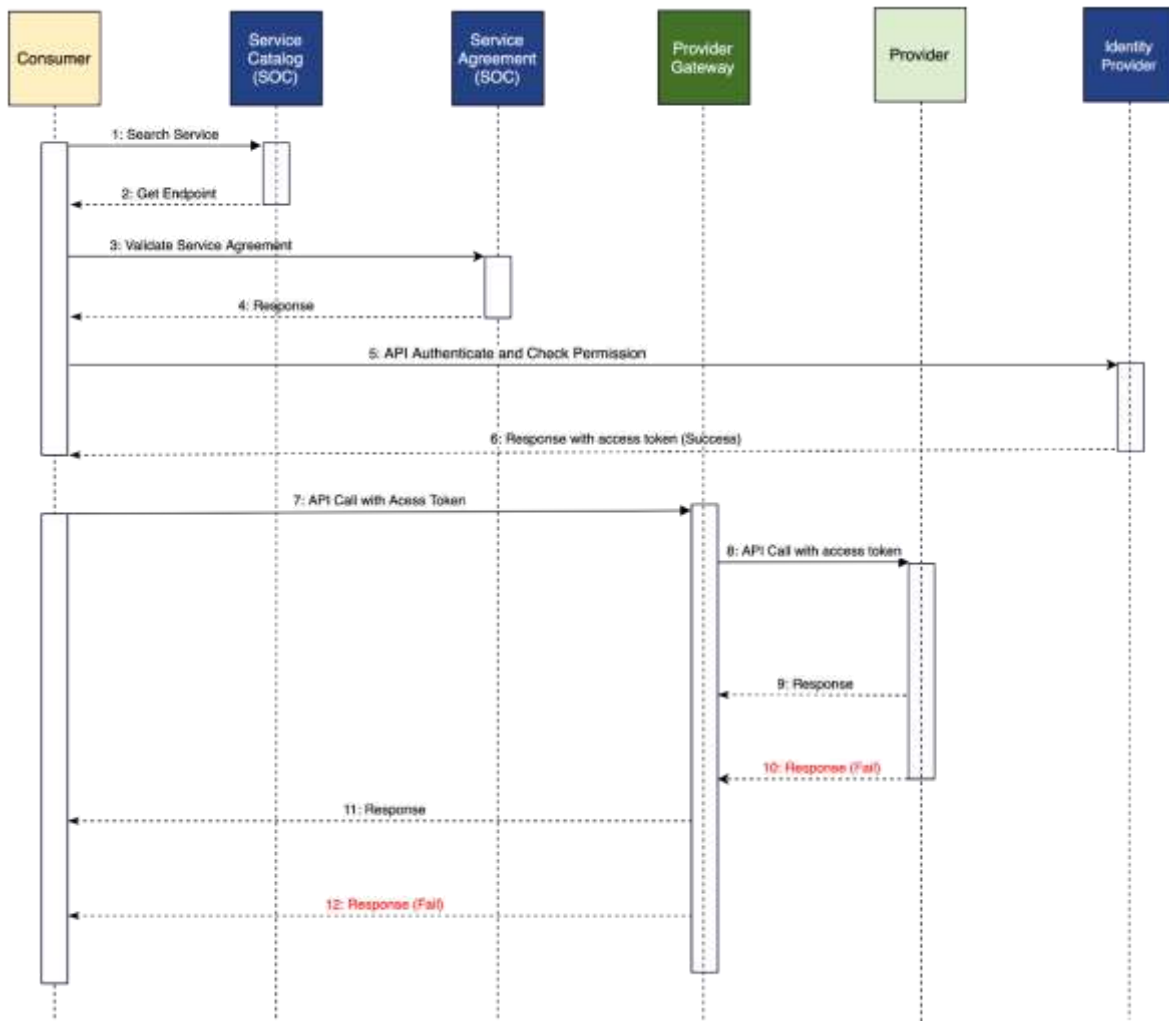 Consumer
Service
Catalog
(SOC)
Service
Agreement
(SOC)
Provider
Gateway
Provider
Identity
Provider
1: Search Service
2: Get Endpoint
3: Validate Service Agreement
4: Response
5: API Authenticate and Check Permission
6: Response with access token (Success)
7: API Call with Acess Token
8: API Call with access token
9: Response
10: Response (Fail)
11: Response
12: Response (Fail)